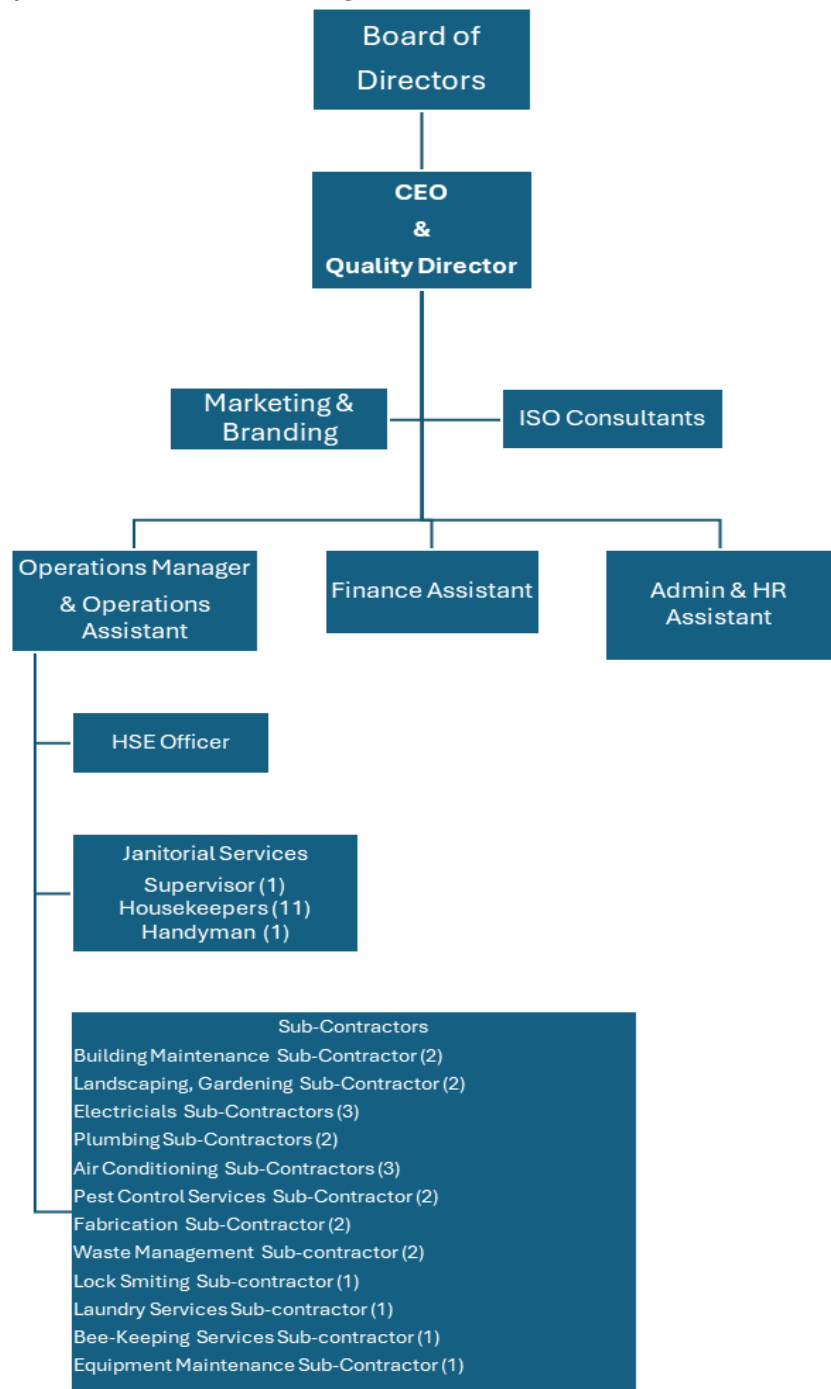 Board of
Directors
CEO
&
Quality Director
Marketing &
Branding
ISO Consultants
Operations Manager
& Operations
Assistant
Finance Assistant
Admin & HR
Assistant
HSE Officer
Janitorial Services
Supervisor (1)
Housekeepers (11)
Handyman (1)
Sub-Contractors
Building Maintenance Sub-Contractor (2)
Landscaping, Gardening Sub-Contractor (2)
Electricials Sub-Contractors (3)
Plumbing Sub-Contractors (2)
Air Conditioning Sub-Contractors (3)
Pest Control Services Sub-Contractor (2)
Fabrication Sub-Contractor (2)
Waste Management Sub-contractor (2)
Lock Smiting Sub-contractor (1)
Laundry Services Sub-contractor (1)
Bee-Keeping Services Sub-contractor (1)
Equipment Maintenance Sub-Contractor (1)